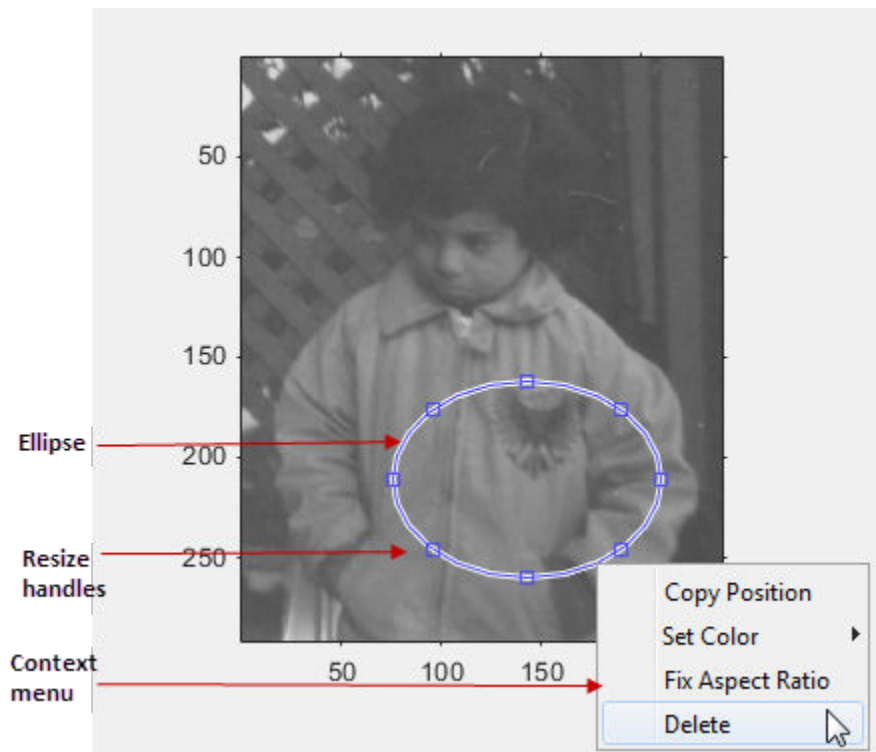 50
100
150
Ellipse
200
Resize
handles
250
Context
menu
50 100 150
Copy Position
Set Color
Fix Aspect Ratio
Delete